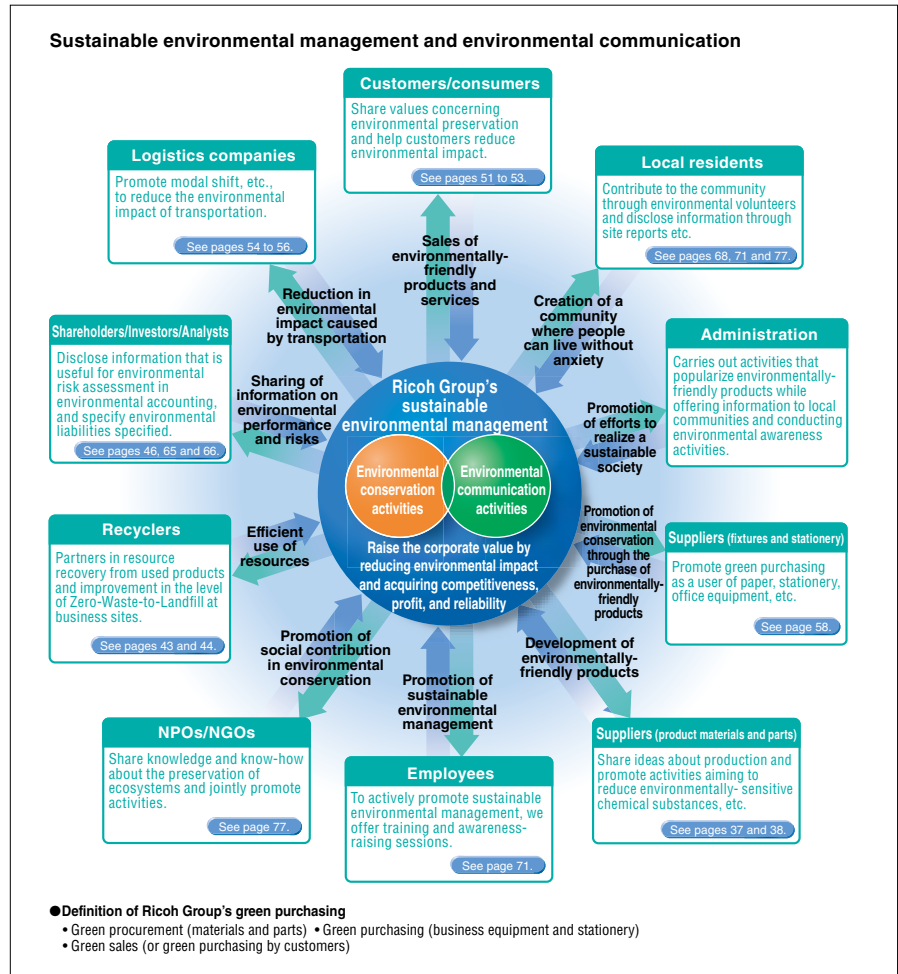 Sustainable environmental management and environmental communication
Customers/consumers
Share values concerning
environmental preservation
and help customers reduce
environmental impact.
See pages 51 to 53.
Logistics companies
Promote modal shift, etc.,
to reduce the environmental
impact of transportation.
See pages 54 to 56.
Local residents
Contribute to the community
through environmental volunteers
and disclose information through
site reports etc.
See pages 68, 71 and 77.
Sales of
environmentally-
friendly
products and
services
Reduction in
environmental
impact caused
by transportation
Creation of a
community
where people
can live without
anxiety
Shareholders/Investors/Analysts
Disclose information that is
useful for environmental
risk assessment in
environmental accounting,
and specify environmental
liabilities specified.
See pages 46, 65 and 66.
Sharing of
information on
environmental
performance
and risks
Administration
Carries out activities that
popularize environmentally-
friendly products while
offering information to local
communities and conducting
environmental awareness
activities.
Promotion
of efforts to
realize a
sustainable
society
Ricoh Group's
sustainable
environmental management
Environmental
conservation
activities
Environmental
communication
activities
Raise the corporate value by
reducing environmental impact
and acquiring competitiveness,
profit, and reliability
Recyclers
Partners in resource
recovery from used products
and improvement in the level
of Zero-Waste-to-Landfill at
business sites.
See pages 43 and 44.
Efficient
use of
resources
Promotion of
environmental
conservation
through the
purchase of
environmentally-
friendly
products
Suppliers (fixtures and stationery)
Promote green purchasing
as a user of paper, stationery,
office equipment, etc.
See page 58.
Promotion of
social contribution
in environmental
conservation
Promotion of
sustainable
environmental
management
Development of
environmentally-
friendly products
NPOs/NGOs
Share knowledge and know-how
about the preservation of
ecosystems and jointly promote
activities.
See page 77.
Employees
To actively promote sustainable
environmental management, we
offer training and awareness-
raising sessions.
See page 71.
Suppliers (product materials and parts)
Share ideas about production and
promote activities aiming to
reduce environmentally- sensitive
chemical substances, etc.
See pages 37 and 38.
●Definition of Ricoh Group's green purchasing
• Green procurement (materials and parts) • Green purchasing (business equipment and stationery)
• Green sales (or green purchasing by customers)